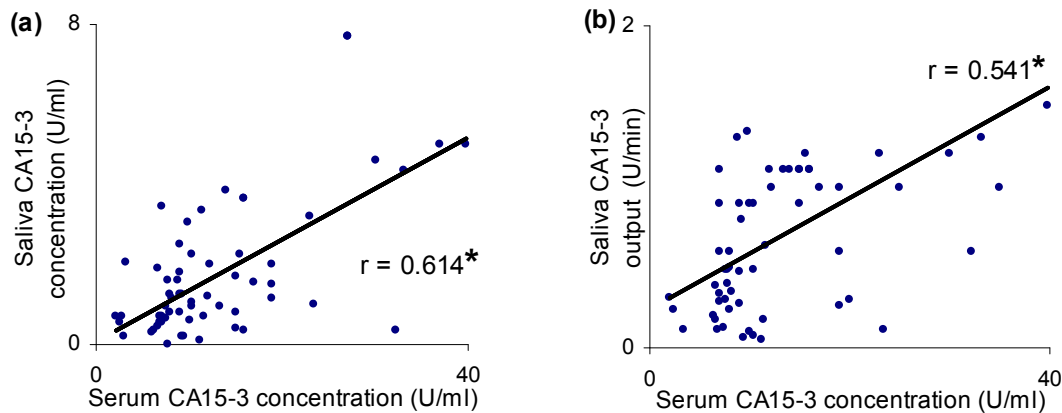 (a)
8
Saliva CA15-3
concentration (U/ml)
r = 0.614*
0
0
40
Serum CA15-3 concentration (U/ml)
(b)
2
r = 0.541*
Saliva CA15-3
output (U/min)
0
0
40
Serum CA15-3 concentration (U/ml)